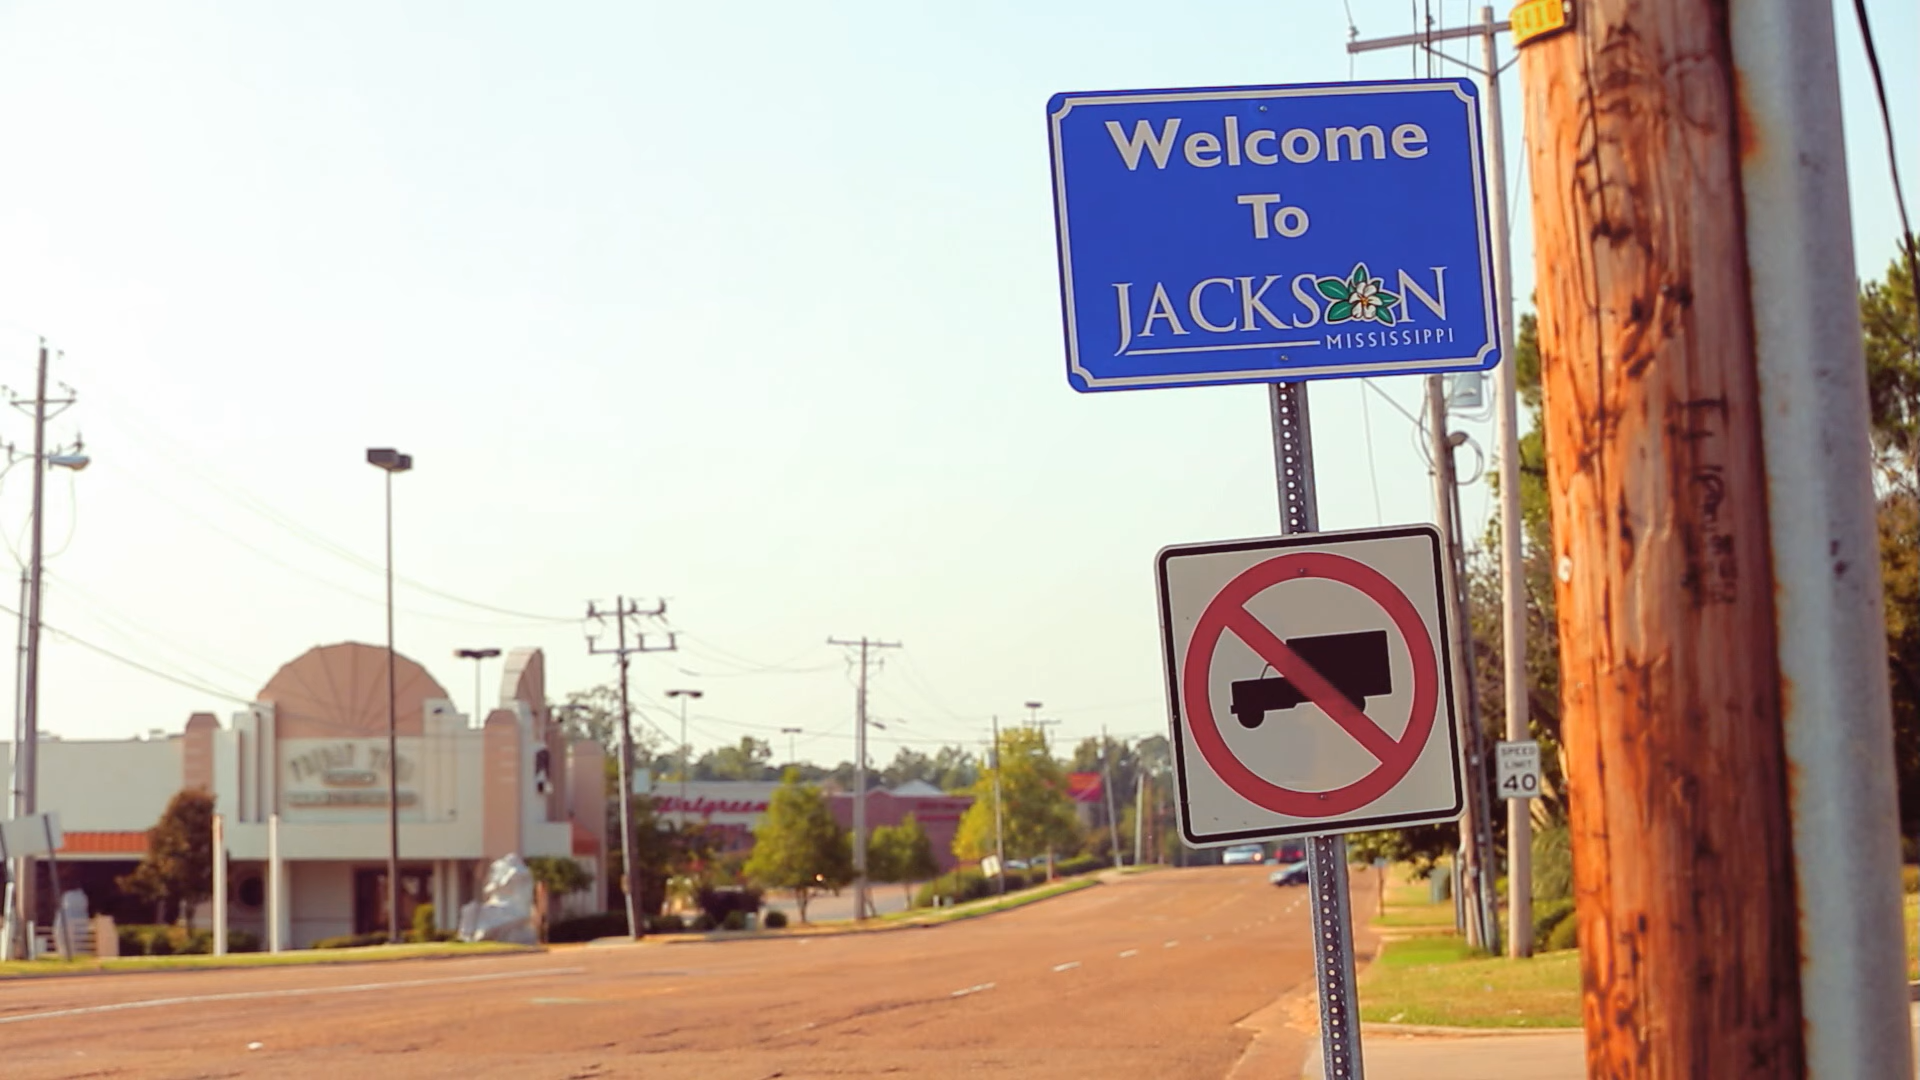 Welcome
To
JACKSON
MISSISSIPPI
SPEED
LIMIT
40
Walgreens